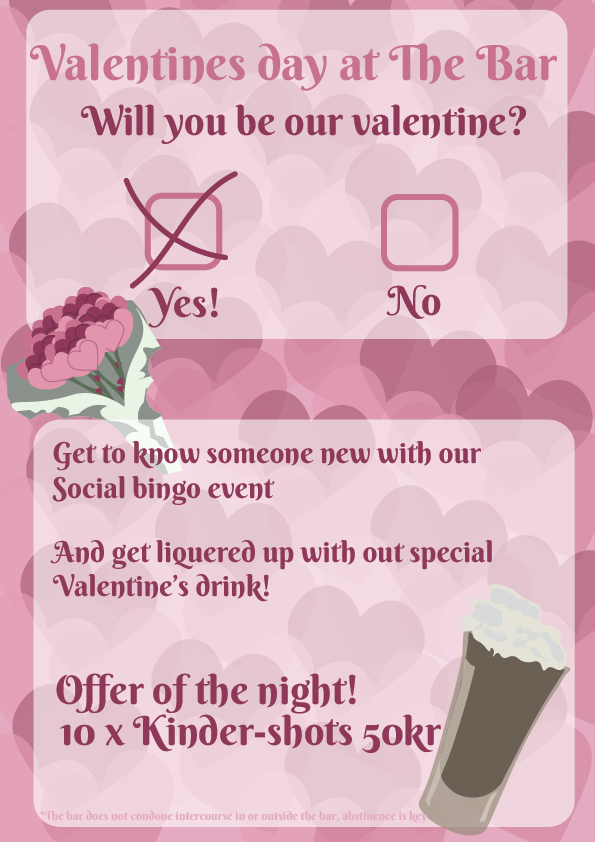 Valentines day at The Bar
Will you be our valentine?
Yes!
No
Get to know someone new with our
Social bingo event
And get liquered up with out special
Valentine's drink!
Offer of the night!
10 x Kinder-shots 50kr
*The bar does not condone intercourse in or outside the bar, abstinence is key